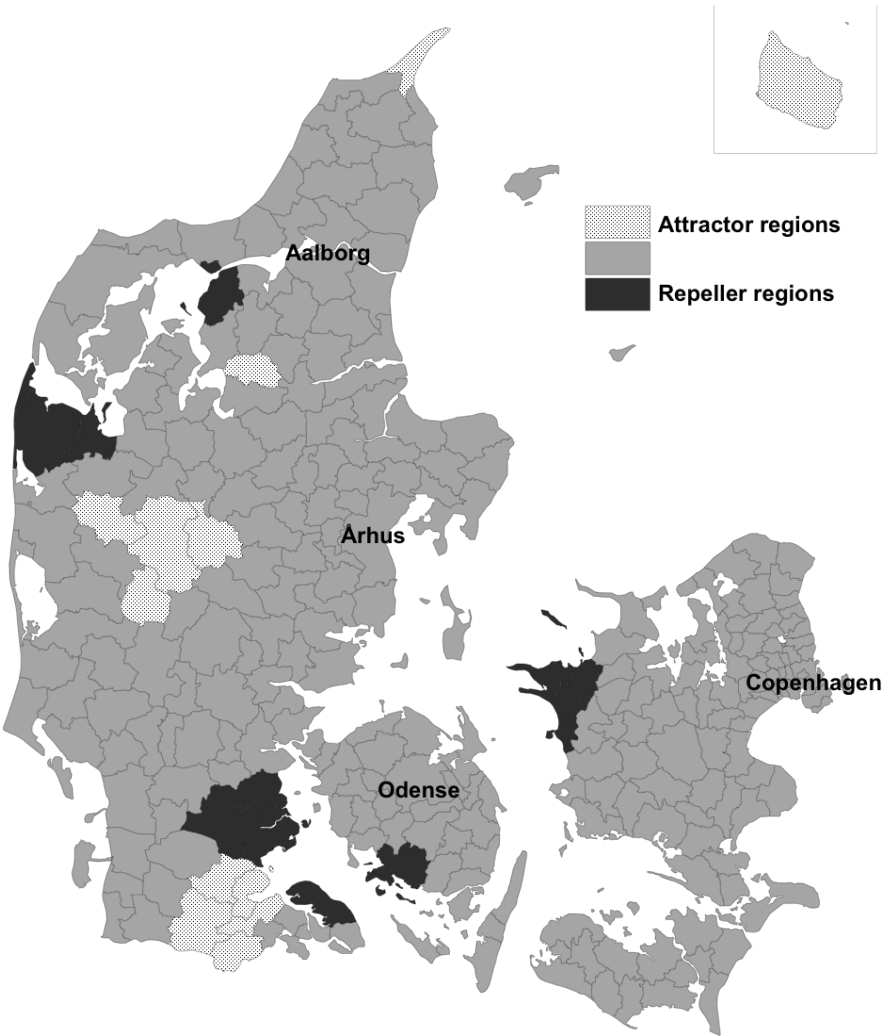 Attractor regions
Aalborg
Repeller regions
Århus
Copenhagen
Odense